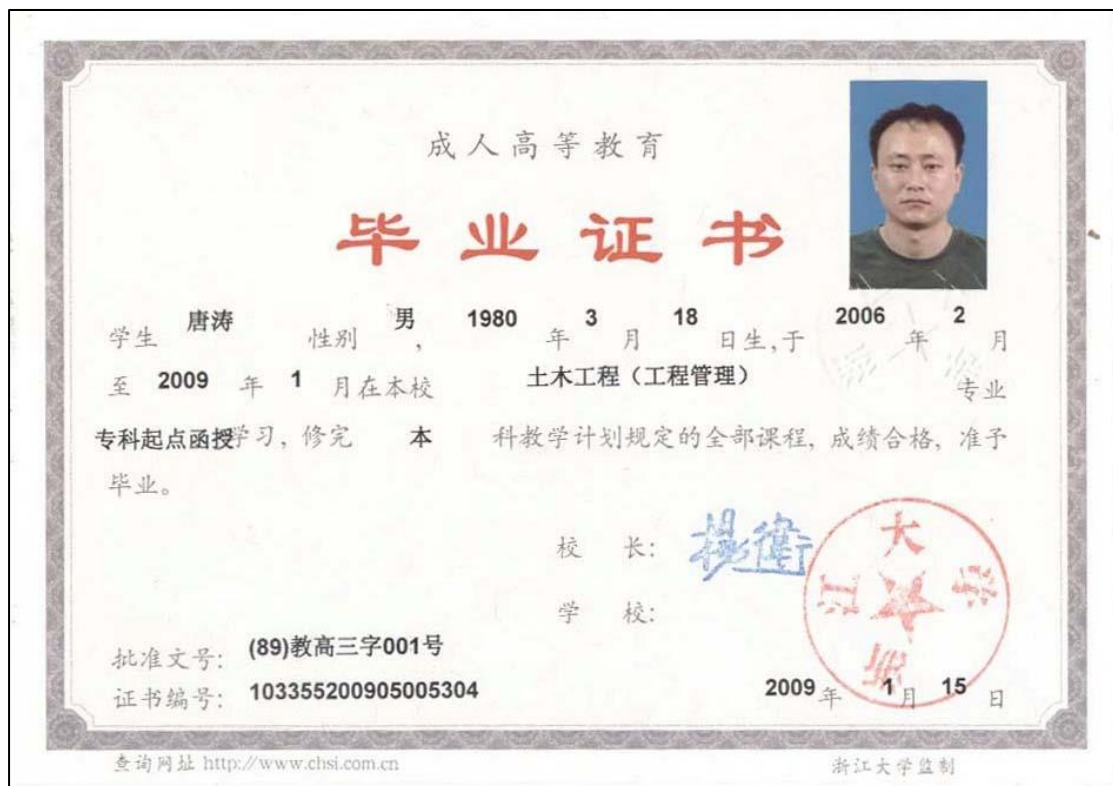 成人高等教育
毕业证书
学生 唐涛 性别 男 , 1980 年 3 月 18 日生,于 2006 年 2 月
至 2009 年 1 月在本校 土木工程（工程管理） 专业
专科起点函授学习, 修完 本 科教学计划规定的全部课程, 成绩合格, 准予
毕业。
校 长: 杨卫
学 校:
浙江大学
批准文号: (89)教高三字001号
证书编号: 103355200905005304
2009 年 1 月 15 日
查询网址 http://www.chsi.com.cn
浙江大学监制